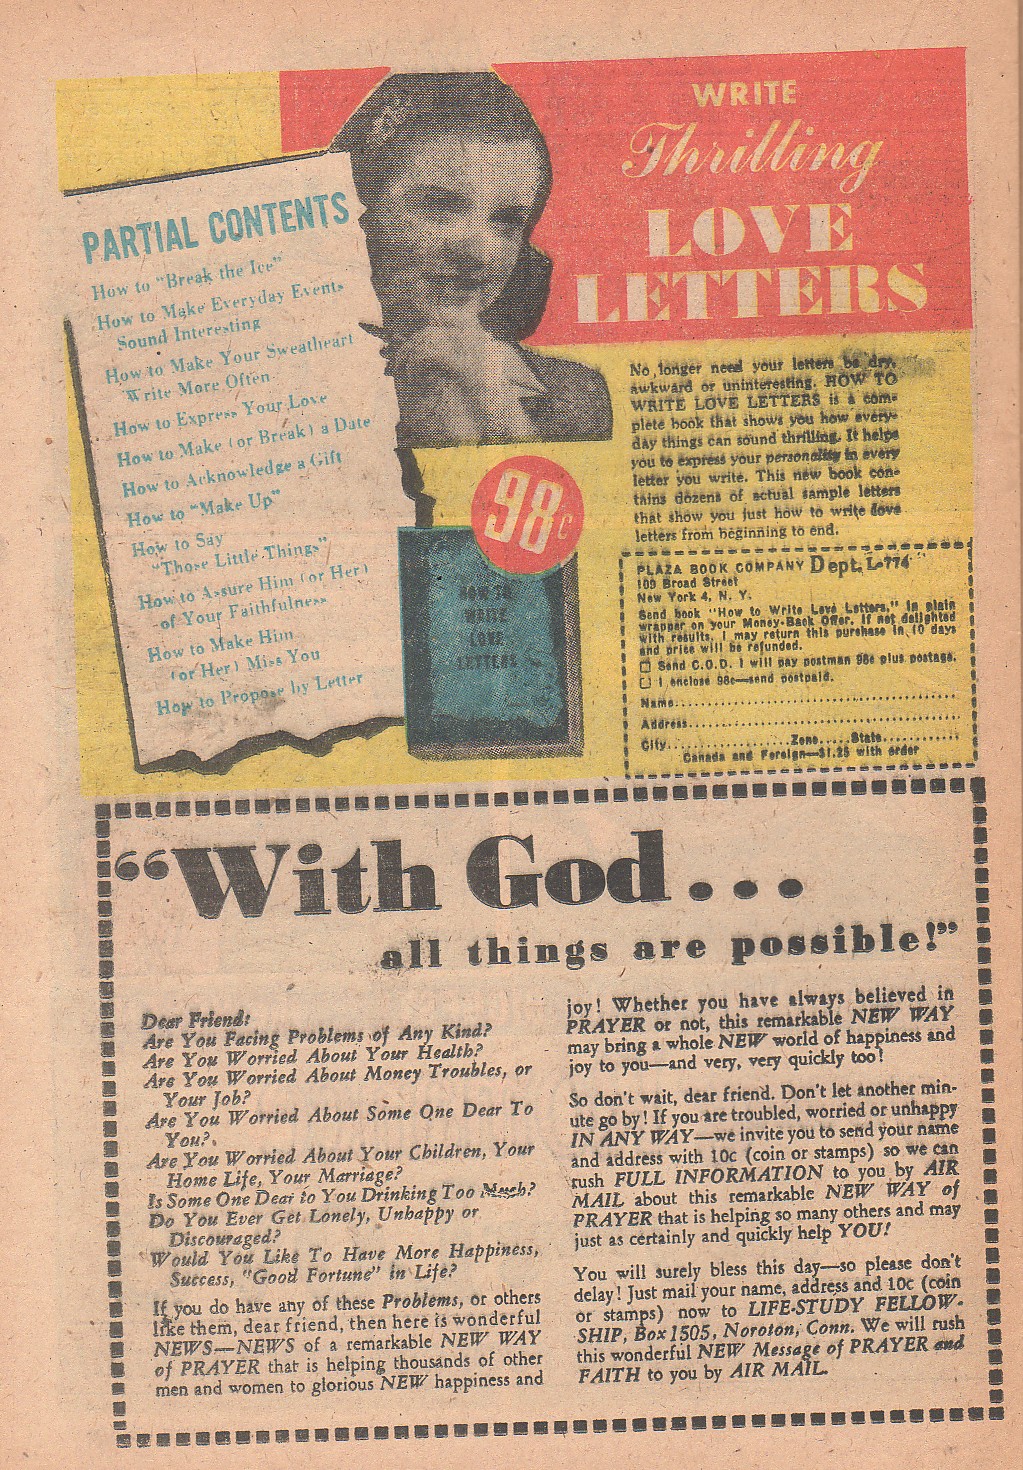 WRITE
Thrilling
LOVE
LETTERS
PARTIAL CONTENTS
How to "Break the Ice"
How to Make Everyday Events
Sound Interesting
How to Make Your Sweetheart
Write More Often
How to Express Your Love
How to Make (or Break) a Date
How to Acknowledge a Gift
How to "Make Up"
How to Say
"Those Little Things"
How to Assure Him (or Her)
of Your Faithfulness
How to Make Him
(or Her) Miss You
How to Propose by Letter
98c
HOW TO
WRITE
LOVE
LETTERS
No longer need your letters be dry,
awkward or uninteresting. HOW TO
WRITE LOVE LETTERS is a com-
plete book that shows you how every-
day things can sound thrilling. It helps
you to express your personality in every
letter you write. This new book con-
tains dozens of actual sample letters
that show you just how to write love
letters from beginning to end.
PLAZA BOOK COMPANY Dept. L-774
109 Broad Street
New York 4, N. Y.
Send book "How to Write Love Letters," in plain
wrapper on your Money-Back Offer. If not delighted
with results, I may return this purchase in 10 days
and price will be refunded.
Send C.O.D. I will pay postman 98c plus postage.
I enclose 98c—send postpaid.
Name
Address
City Zone State
Canada and Foreign—$1.25 with order
"With God...
all things are possible!"
Dear Friend:
Are You Facing Problems of Any Kind?
Are You Worried About Your Health?
Are You Worried About Money Troubles, or
Your Job?
Are You Worried About Some One Dear To
You?
Are You Worried About Your Children, Your
Home Life, Your Marriage?
Is Some One Dear to You Drinking Too Much?
Do You Ever Get Lonely, Unhappy or
Discouraged?
Would You Like To Have More Happiness,
Success, "Good Fortune" in Life?
If you do have any of these Problems, or others
like them, dear friend, then here is wonderful
NEWS—NEWS of a remarkable NEW WAY
of PRAYER that is helping thousands of other
men and women to glorious NEW happiness and
joy! Whether you have always believed in
PRAYER or not, this remarkable NEW WAY
may bring a whole NEW world of happiness and
joy to you—and very, very quickly too!
So don't wait, dear friend. Don't let another min-
ute go by! If you are troubled, worried or unhappy
IN ANY WAY—we invite you to send your name
and address with 10c (coin or stamps) so we can
rush FULL INFORMATION to you by AIR
MAIL about this remarkable NEW WAY of
PRAYER that is helping so many others and may
just as certainly and quickly help YOU!
You will surely bless this day—so please don't
delay! Just mail your name, address and 10c (coin
or stamps) now to LIFE-STUDY FELLOW-
SHIP, Box 1505, Noroton, Conn. We will rush
this wonderful NEW Message of PRAYER and
FAITH to you by AIR MAIL.